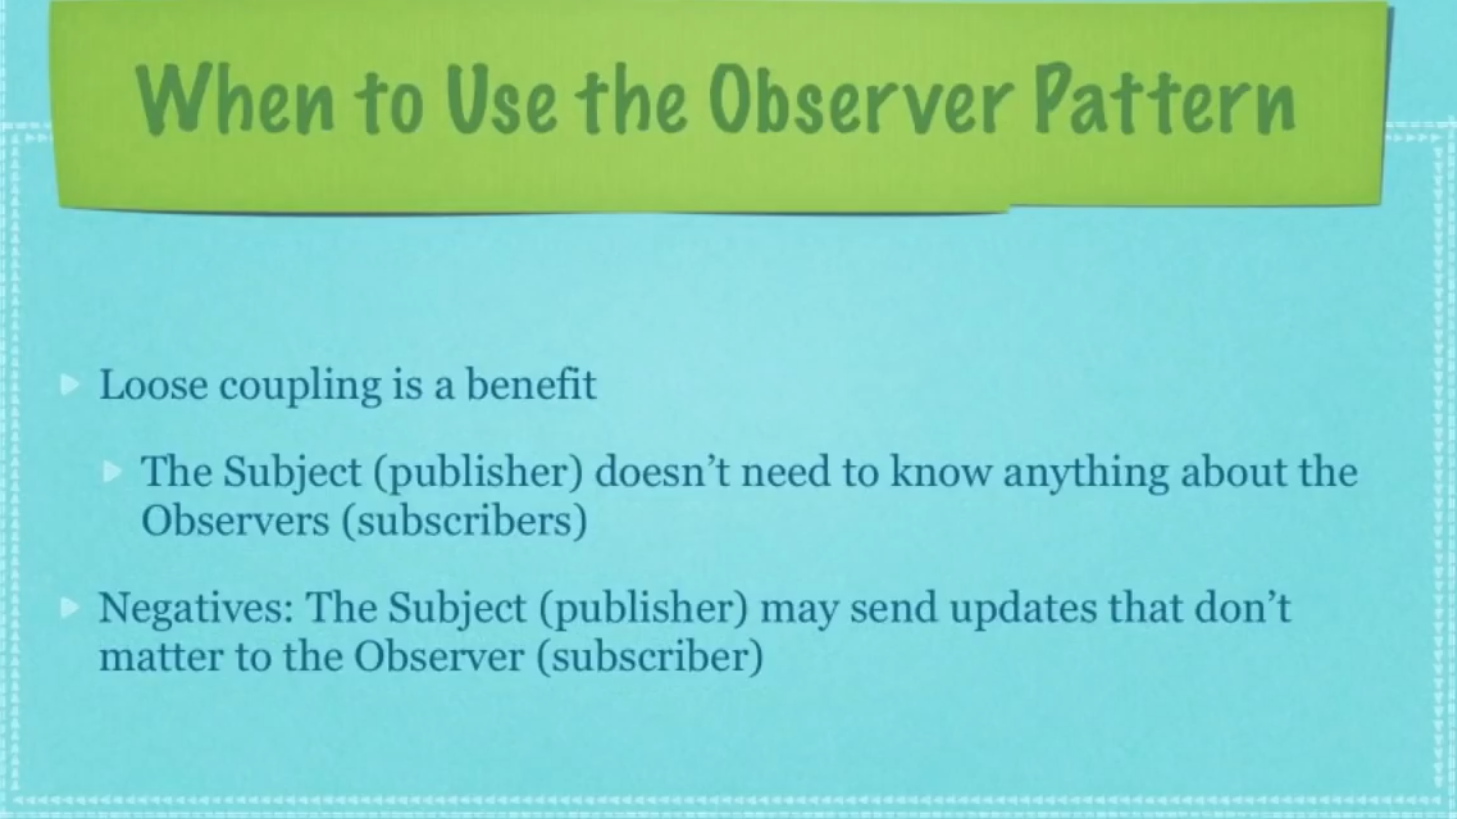 When to Use the Observer Pattern
Loose coupling is a benefit
The Subject (publisher) doesn’t need to know anything about the
Observers (subscribers)
Negatives: The Subject (publisher) may send updates that don’t
matter to the Observer (subscriber)